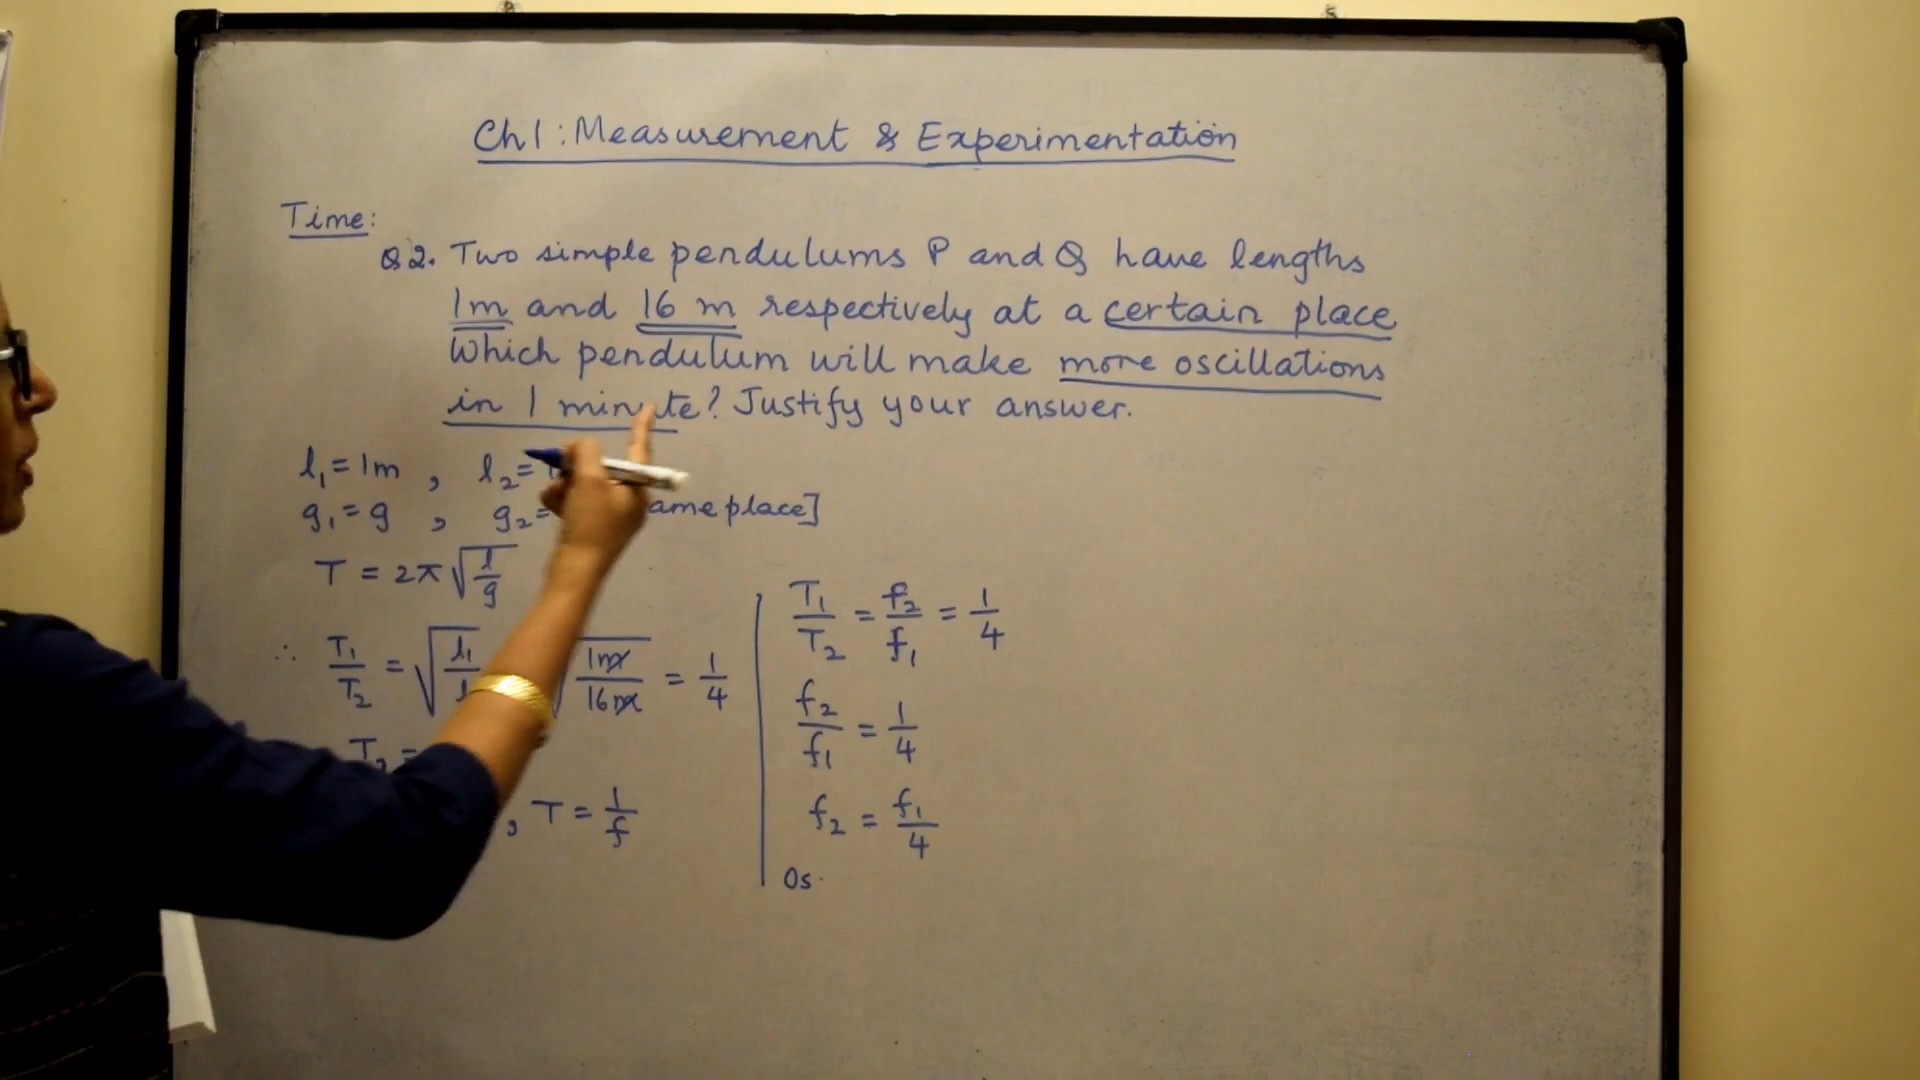 Ch1: Measurement & Experimentation
Time:
Q2. Two simple pendulums P and Q have lengths
1m and 16 m respectively at a certain place
Which pendulum will make more oscillations
in 1 minute? Justify your answer.
l₁ = 1m , l₂ =
g₁ = g , g₂ = ame place]
T = 2π√(l/g)
∴ T₁/T₂ = √(l₁/l √(1m/16m) = 1/4
T₂ =
, T = 1/f
T₁/T₂ = f₂/f₁ = 1/4
f₂/f₁ = 1/4
f₂ = f₁/4
Os